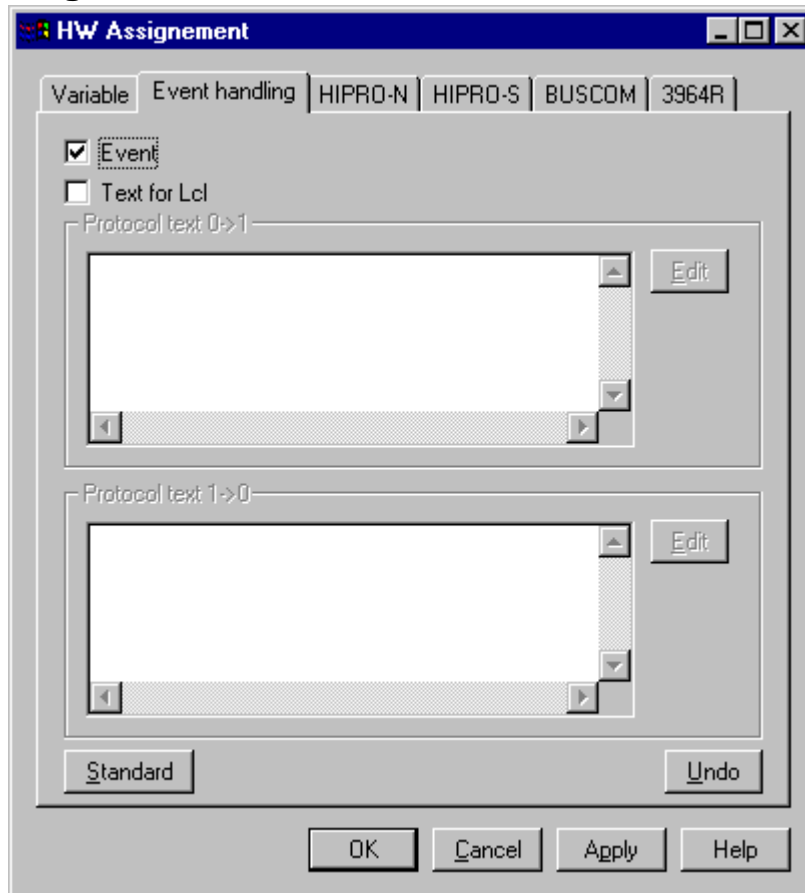 HW Assignement
Variable Event handling HIPRO-N HIPRO-S BUSCOM 3964R
Event
Text for Lcl
Protocol text 0->1
Edit
Protocol text 1->0
Edit
Standard Undo
OK Cancel Apply Help